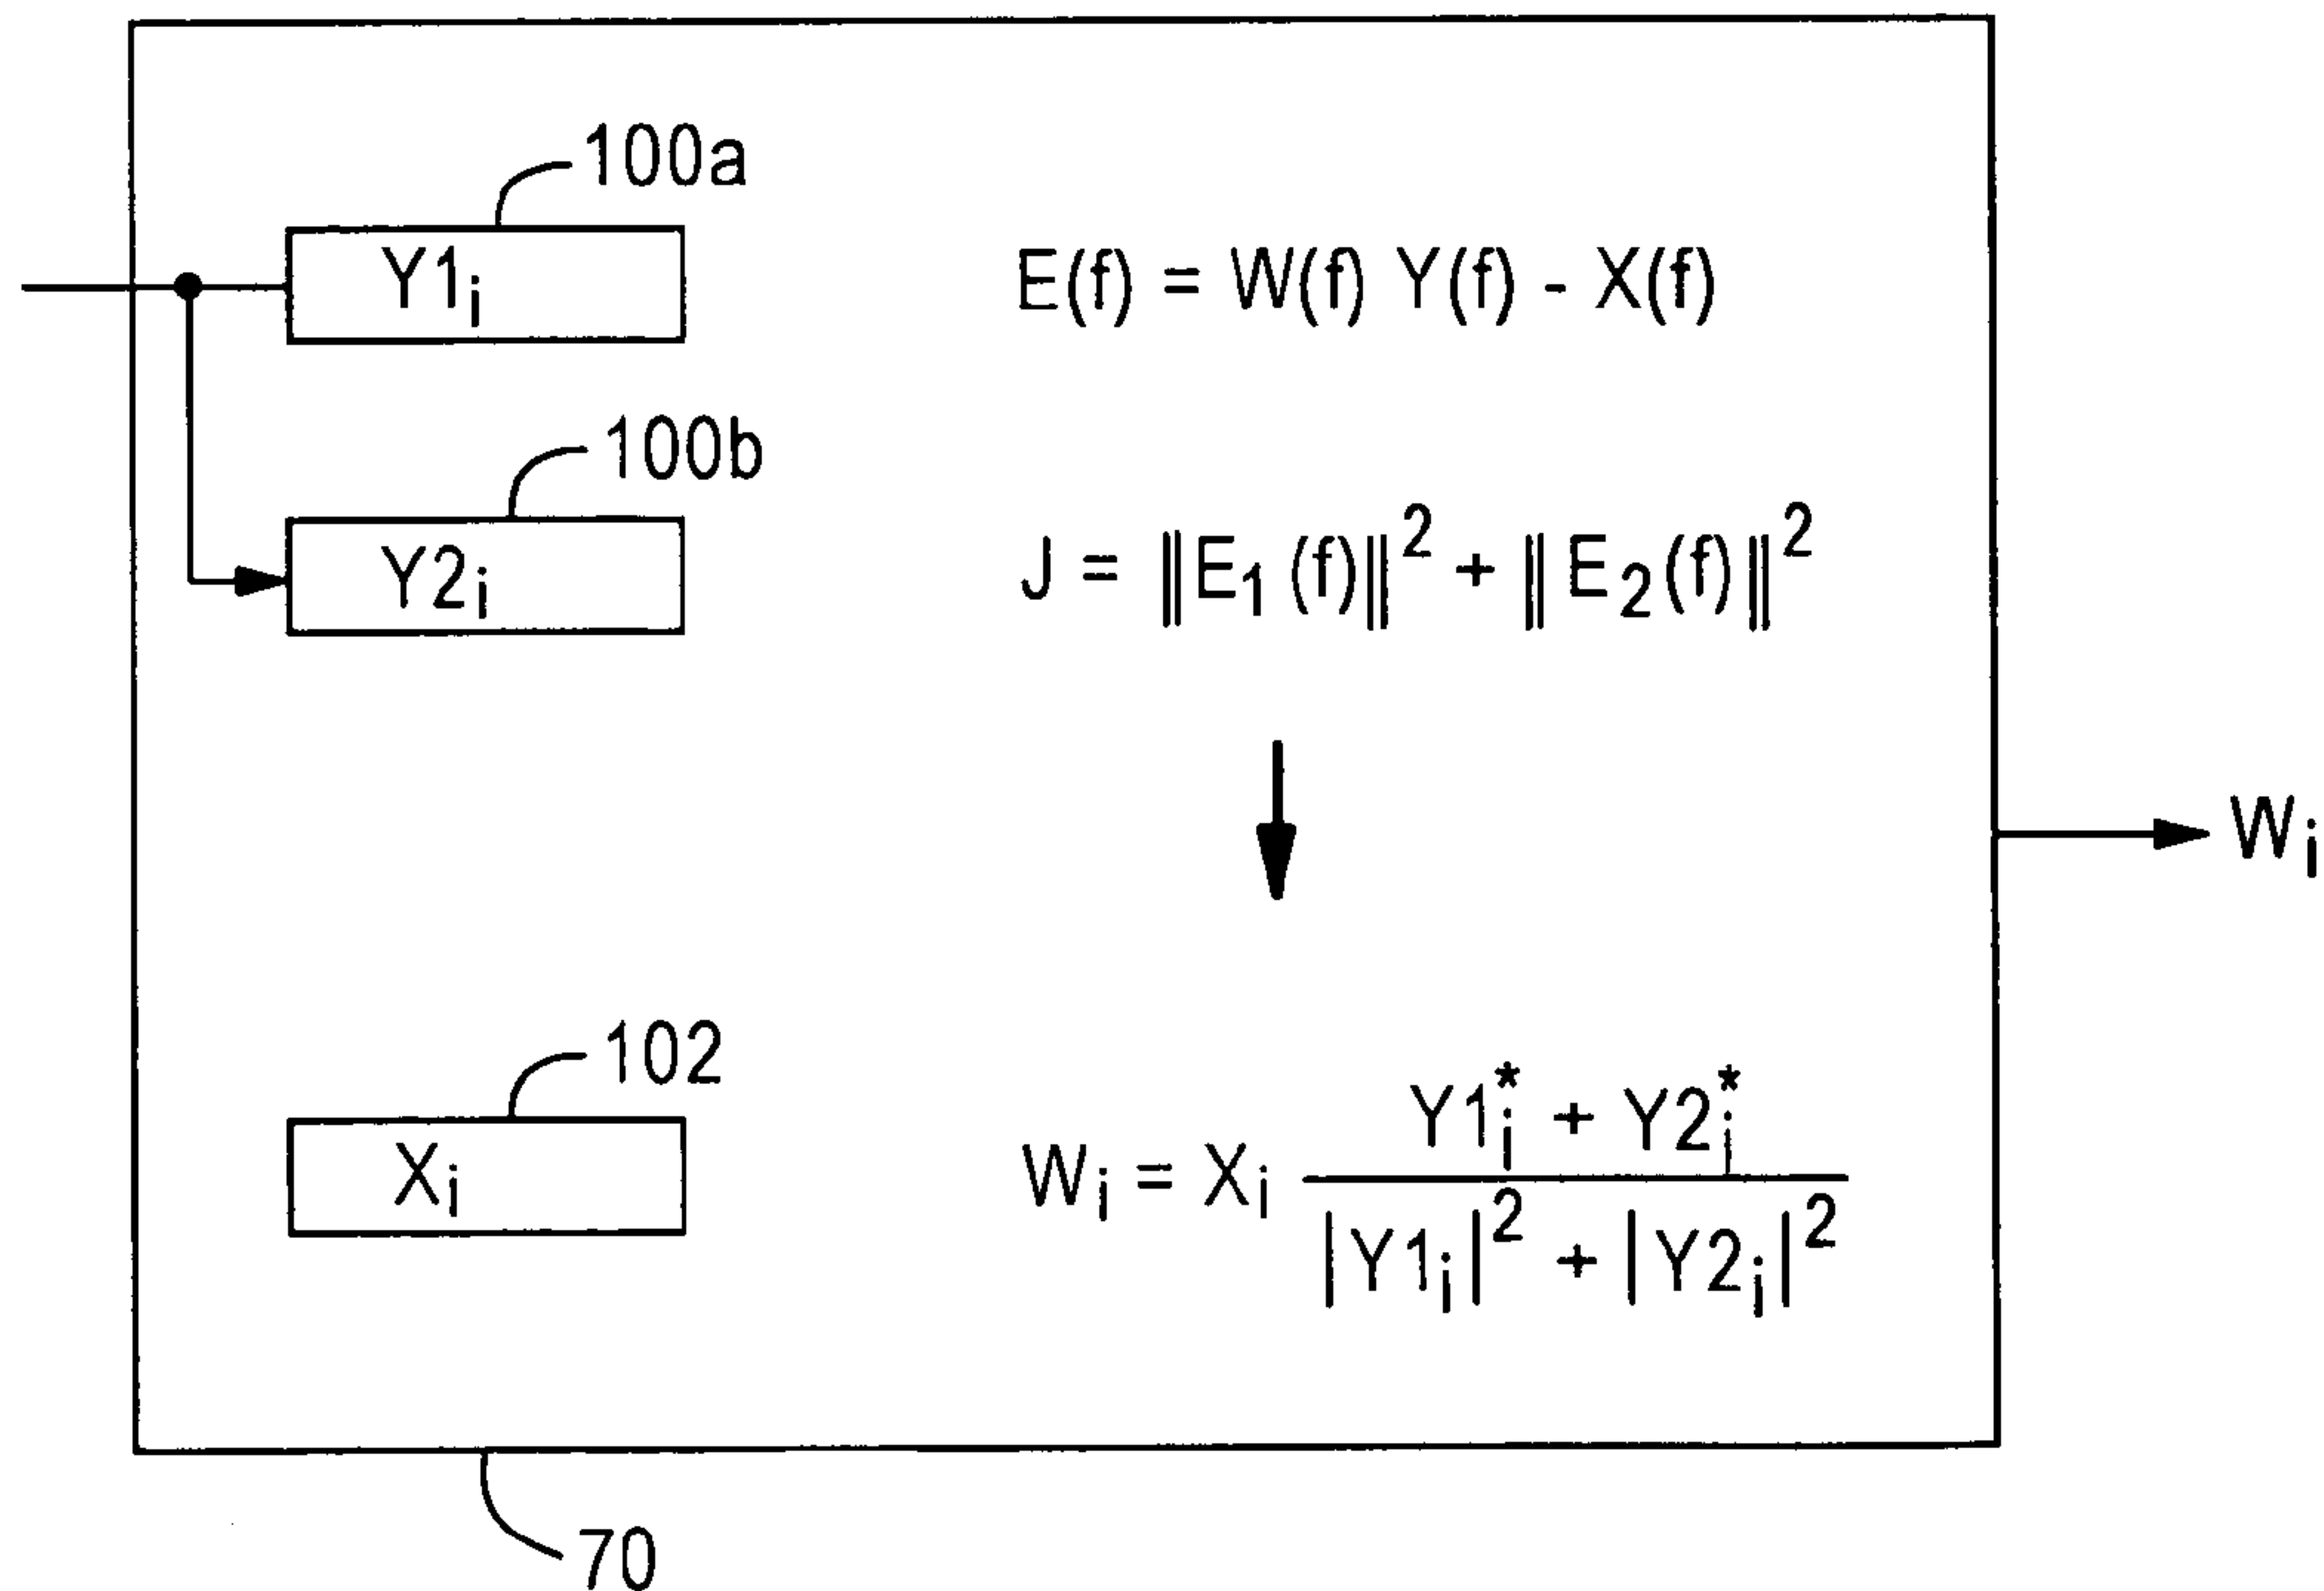 100a
Y1i
E(f) = W(f) Y(f) - X(f)
100b
Y2i
J = ‖E1(f)‖² + ‖E2(f)‖²
Wi
102
Xi
Wi = Xi
Y1i* + Y2i*
|Y1i|² + |Y2i|²
70